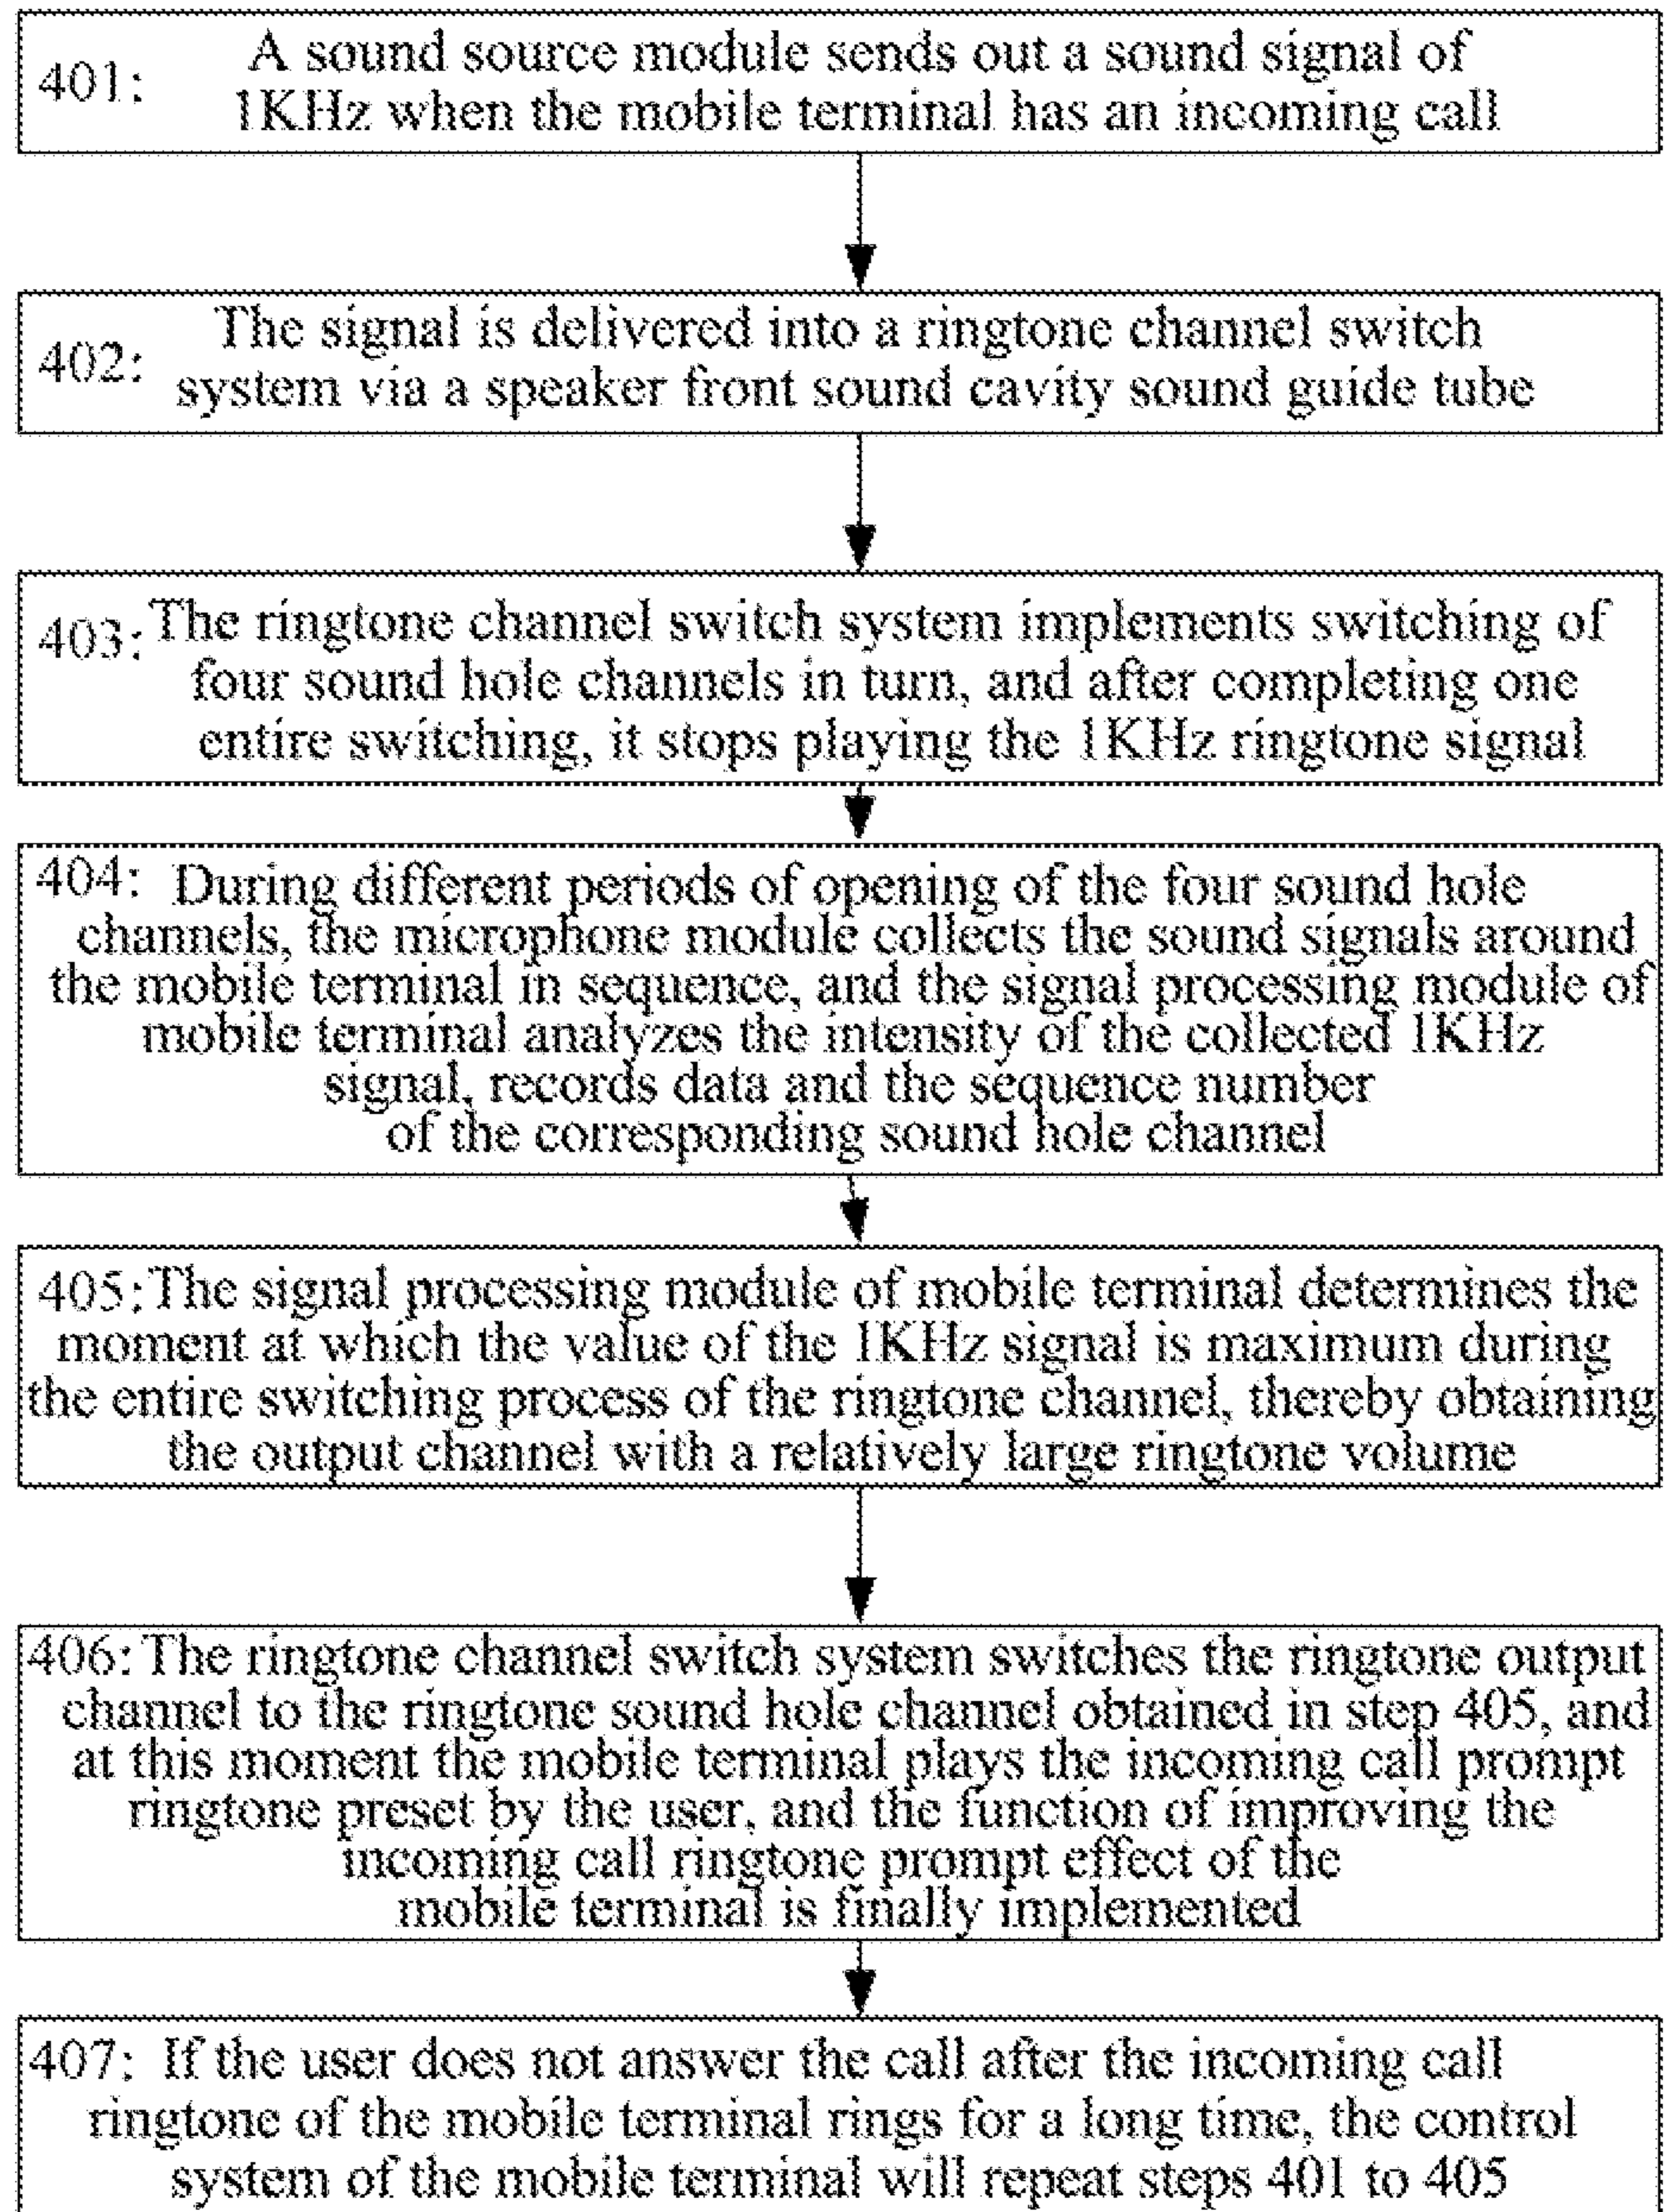 401: A sound source module sends out a sound signal of
1KHz when the mobile terminal has an incoming call
402: The signal is delivered into a ringtone channel switch
system via a speaker front sound cavity sound guide tube
403: The ringtone channel switch system implements switching of
four sound hole channels in turn, and after completing one
entire switching, it stops playing the 1KHz ringtone signal
404: During different periods of opening of the four sound hole
channels, the microphone module collects the sound signals around
the mobile terminal in sequence, and the signal processing module of
mobile terminal analyzes the intensity of the collected 1KHz
signal, records data and the sequence number
of the corresponding sound hole channel
405: The signal processing module of mobile terminal determines the
moment at which the value of the 1KHz signal is maximum during
the entire switching process of the ringtone channel, thereby obtaining
the output channel with a relatively large ringtone volume
406: The ringtone channel switch system switches the ringtone output
channel to the ringtone sound hole channel obtained in step 405, and
at this moment the mobile terminal plays the incoming call prompt
ringtone preset by the user, and the function of improving the
incoming call ringtone prompt effect of the
mobile terminal is finally implemented
407: If the user does not answer the call after the incoming call
ringtone of the mobile terminal rings for a long time, the control
system of the mobile terminal will repeat steps 401 to 405